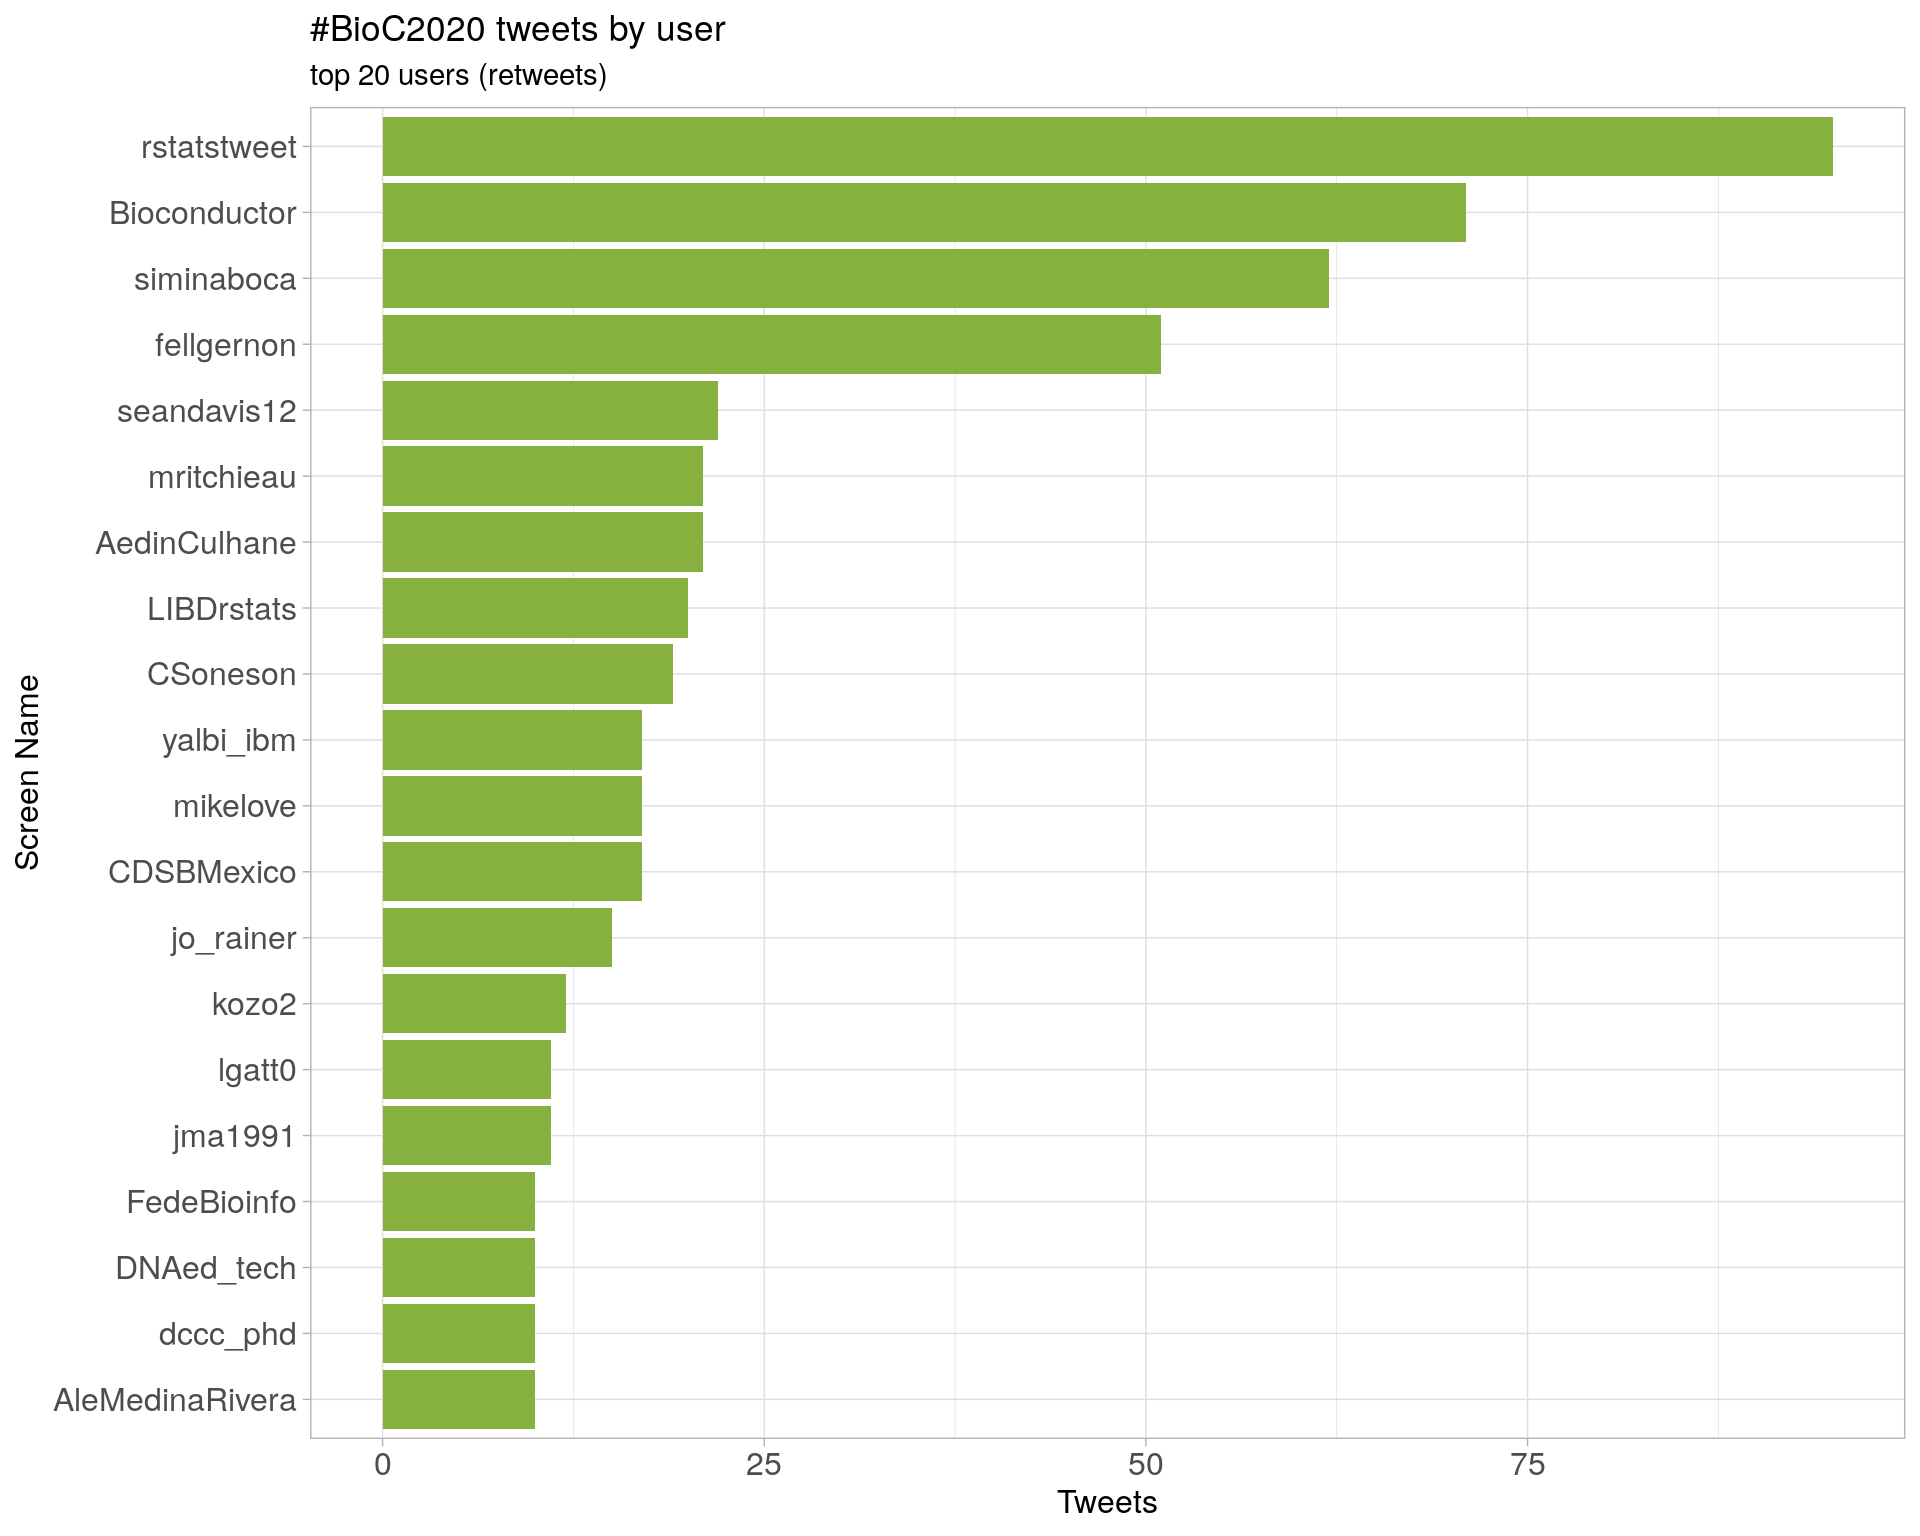 #BioC2020 tweets by user
top 20 users (retweets)
rstatstweet
Bioconductor
siminaboca
fellgernon
seandavis12
mritchieau
AedinCulhane
LIBDrstats
CSoneson
yalbi_ibm
mikelove
CDSBMexico
jo_rainer
kozo2
lgatt0
jma1991
FedeBioinfo
DNAed_tech
dccc_phd
AleMedinaRivera
Screen Name
0 25 50 75
Tweets